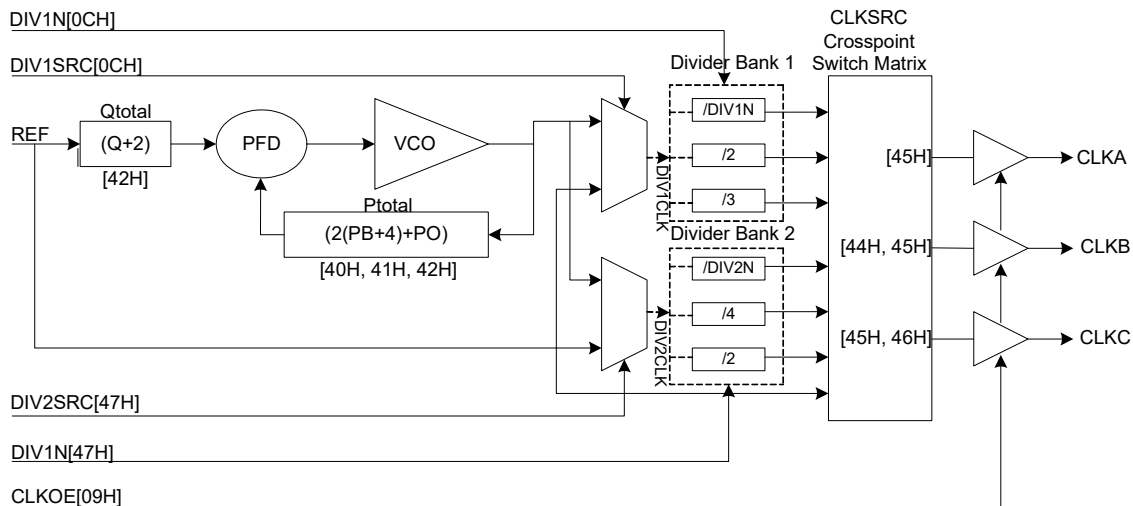 DIV1N[0CH]
CLKSRC
Crosspoint
Switch Matrix
DIV1SRC[0CH]
Divider Bank 1
/DIV1N
Qtotal
REF
(Q+2)
PFD
VCO
[42H]
/2
[45H]
CLKA
DIV1CLK
/3
Ptotal
(2(PB+4)+PO)
[40H, 41H, 42H]
Divider Bank 2
[44H, 45H]
CLKB
/DIV2N
/4
DIV2CLK
[45H, 46H]
CLKC
/2
DIV2SRC[47H]
DIV1N[47H]
CLKOE[09H]